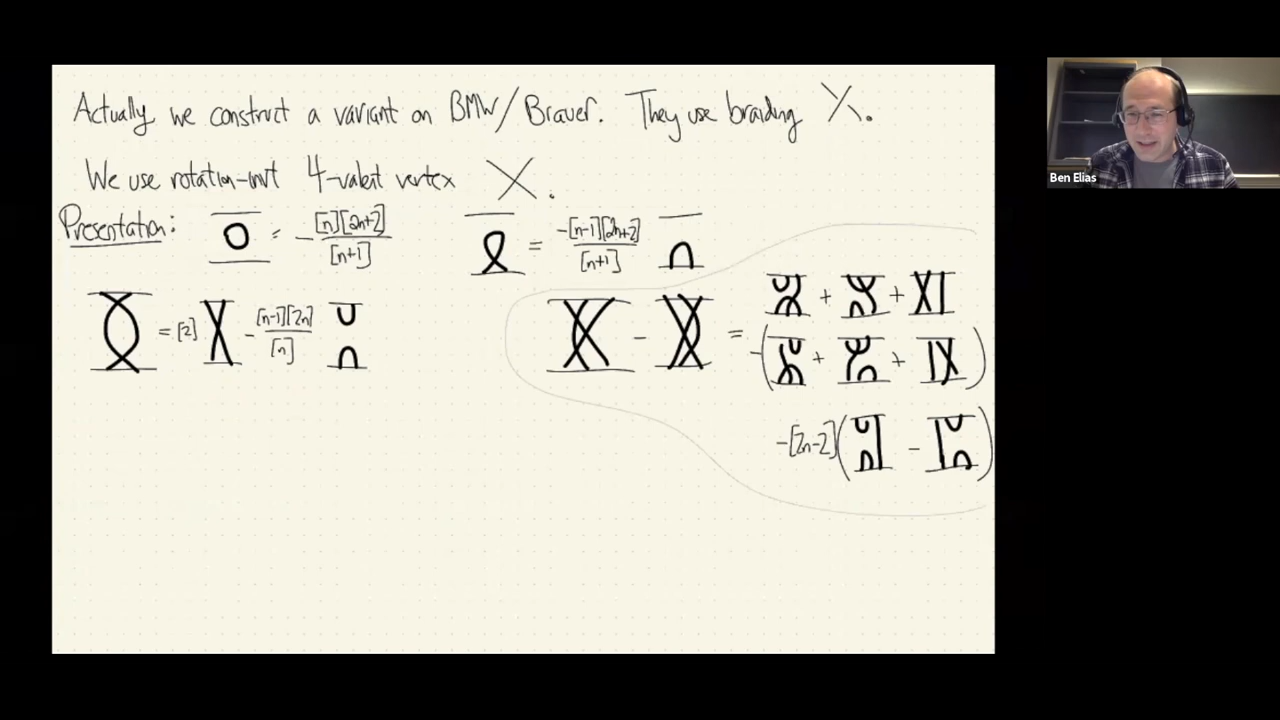 Actually we construct a variant on BMW/Brauer. They use braiding
We use rotation-invt 4-valent vertex
Presentation: = - [n][2n+2] / [n+1] = -[n-1][2n+2] / [n+1]
= [2] - [n-1][2n] / [n] - = + +
-( + + )
-[2n-2]( - )
Ben Elias